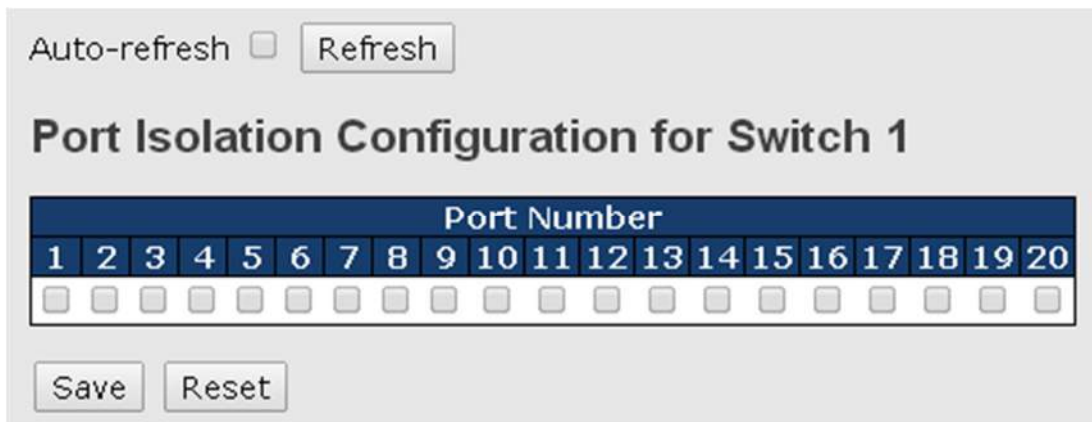 Auto-refresh Refresh
Port Isolation Configuration for Switch 1
Port Number
1 2 3 4 5 6 7 8 9 10 11 12 13 14 15 16 17 18 19 20
Save Reset